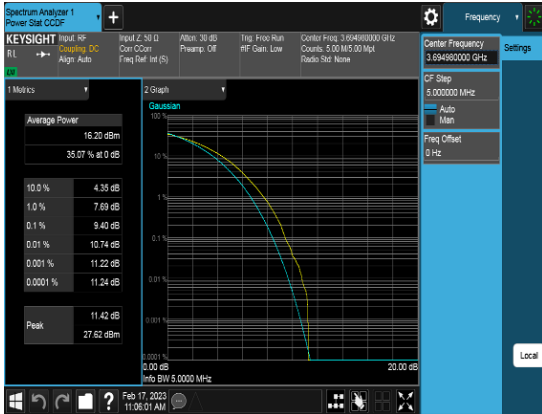 Spectrum Analyzer 1
Power Stat CCDF
Frequency
KEYSIGHT
RL
Input: RF
Coupling: DC
Align: Auto
Input Z: 50 Ω
Corr CCorr
Freq Ref: Int (S)
Atten: 30 dB
Preamp: Off
Trig: Free Run
#IF Gain: Low
Center Freq: 3.694980000 GHz
Counts: 5.00 M/5.00 Mpt
Radio Std: None
Center Frequency
3.694980000 GHz
Settings
CF Step
5.000000 MHz
Auto
Man
Freq Offset
0 Hz
1 Metrics
2 Graph
Gaussian
Average Power
16.20 dBm
35.07 % at 0 dB
10.0 % 4.35 dB
1.0 % 7.69 dB
0.1 % 9.40 dB
0.01 % 10.74 dB
0.001 % 11.22 dB
0.0001 % 11.24 dB
Peak
11.42 dB
27.62 dBm
100 %
10 %
1 %
0.1 %
0.01 %
0.001 %
0.0001 %
0.00 dB
20.00 dB
Info BW 5.0000 MHz
Local
Feb 17, 2023
11:06:01 AM